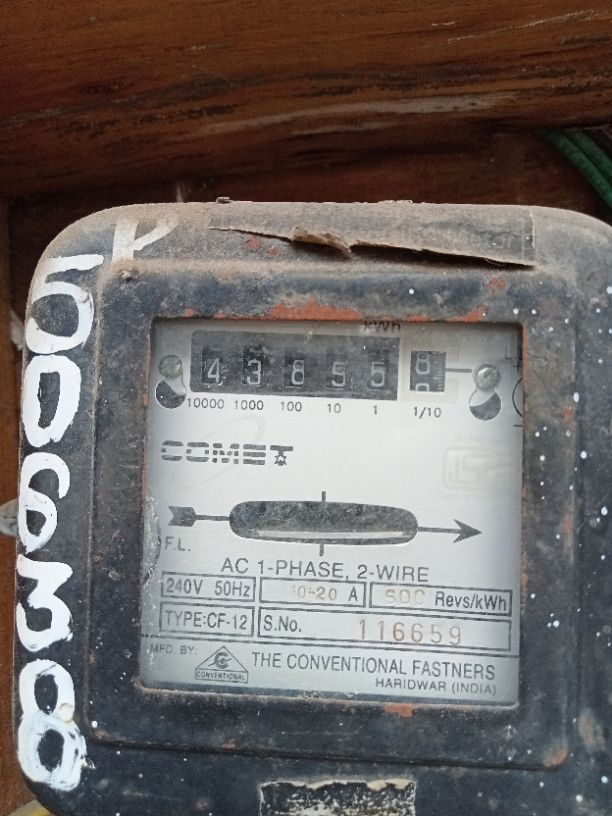 P
506300
kWh
4 3 8 5 5
10000 1000 100 10 1 1/10
COMET
F.L.
AC 1-PHASE, 2-WIRE
240V 50Hz 10-20 A Revs/kWh
TYPE:CF-12 S.No. 116659
MFD. BY: CONVENTIONAL THE CONVENTIONAL FASTNERS
HARIDWAR (INDIA)